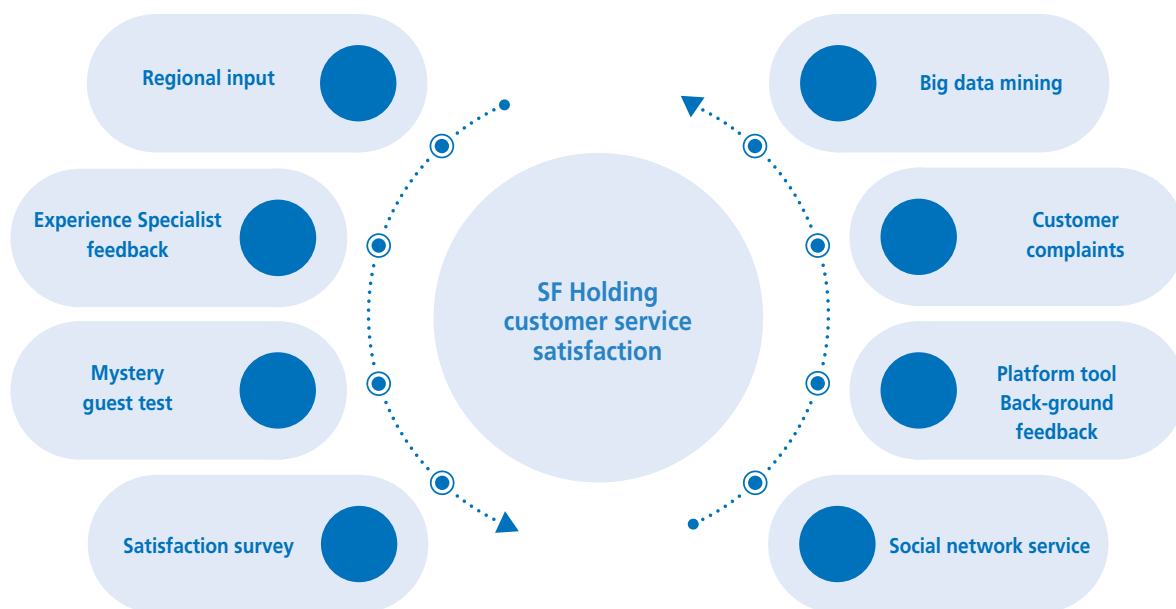 Regional input
Experience Specialist
feedback
Mystery
guest test
Satisfaction survey
SF Holding
customer service
satisfaction
Big data mining
Customer
complaints
Platform tool
Back-ground
feedback
Social network service